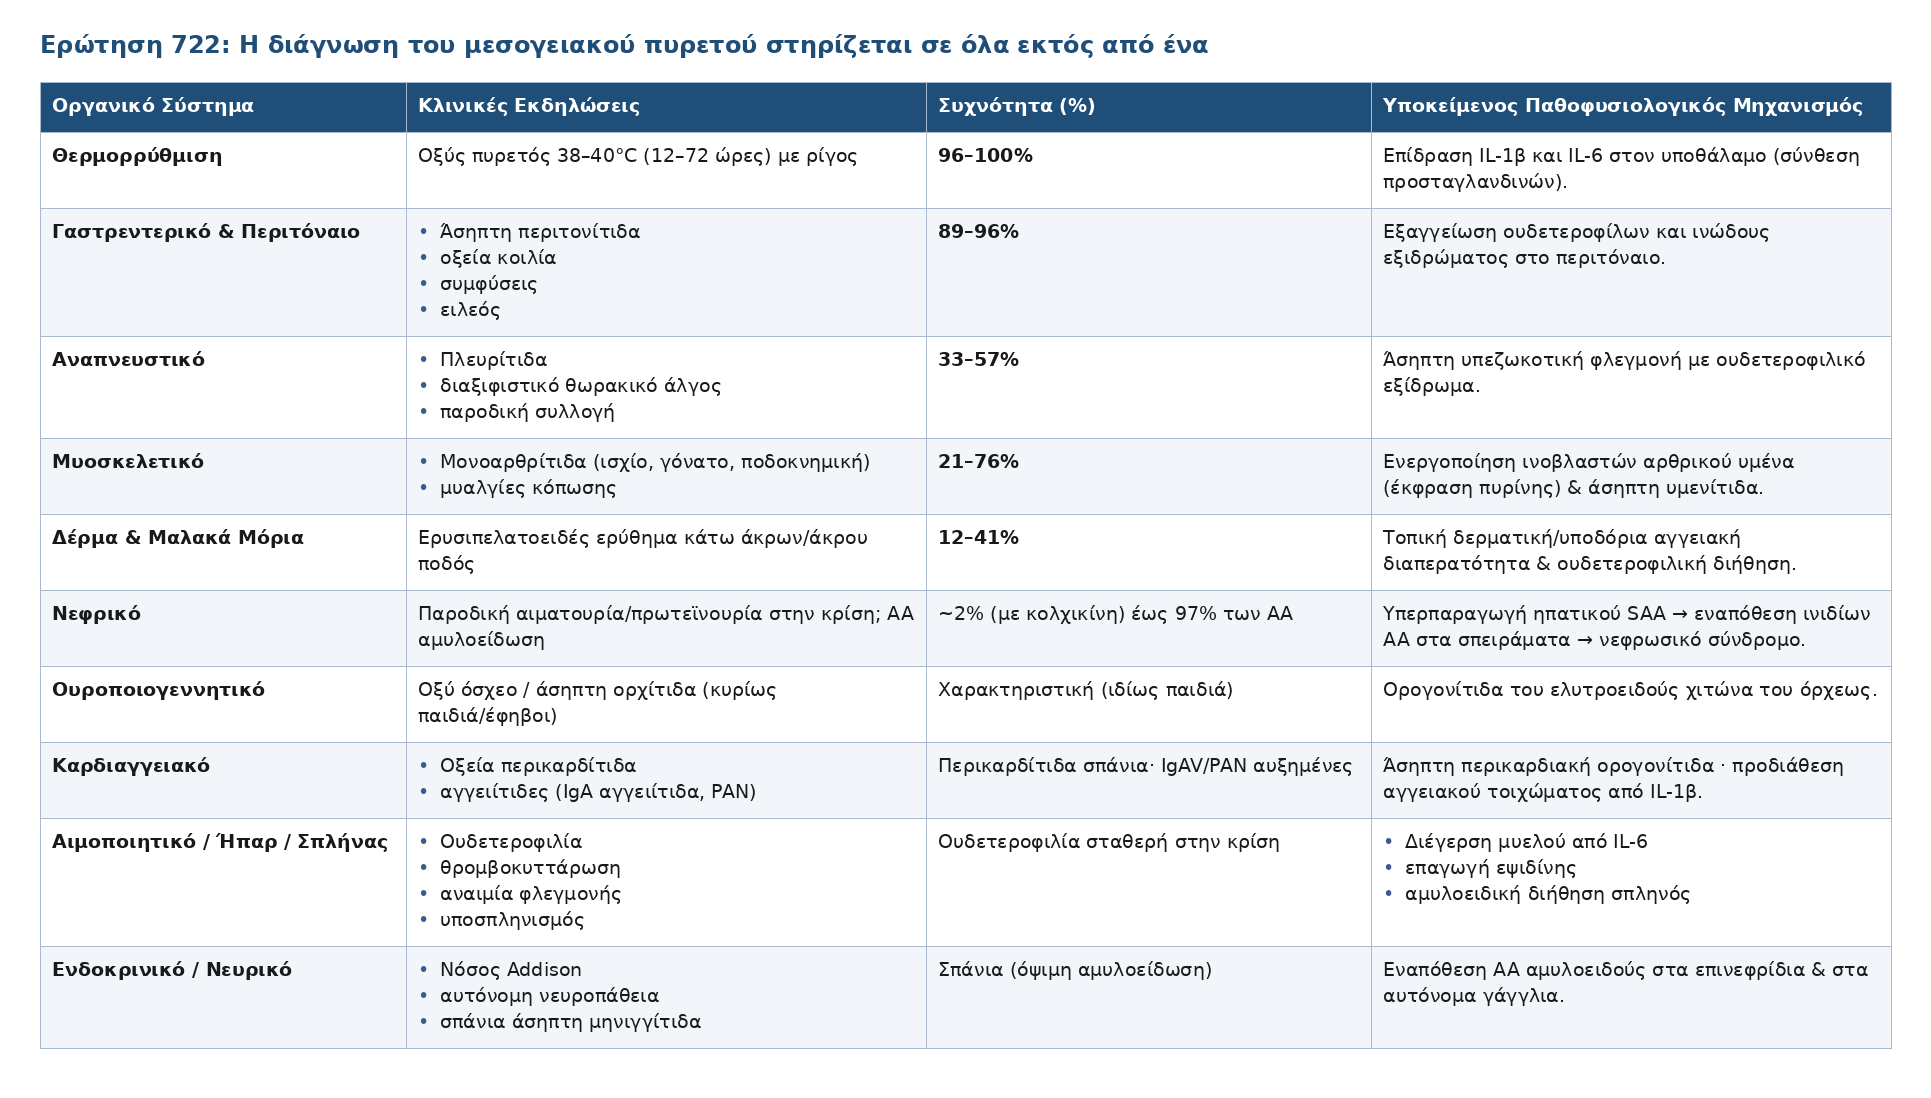 Ερώτηση 722: Η διάγνωση του μεσογειακού πυρετού στηρίζεται σε όλα εκτός από ένα
Οργανικό Σύστημα
Κλινικές Εκδηλώσεις
Συχνότητα (%)
Υποκείμενος Παθοφυσιολογικός Μηχανισμός
Θερμορρύθμιση
Οξύς πυρετός 38–40°C (12–72 ώρες) με ρίγος
96–100%
Επίδραση IL-1β και IL-6 στον υποθάλαμο (σύνθεση
προσταγλανδινών).
Γαστρεντερικό & Περιτόναιο
• Άσηπτη περιτονίτιδα
• οξεία κοιλία
• συμφύσεις
• ειλεός
89–96%
Εξαγγείωση ουδετεροφίλων και ινώδους
εξιδρώματος στο περιτόναιο.
Αναπνευστικό
• Πλευρίτιδα
• διαξιφιστικό θωρακικό άλγος
• παροδική συλλογή
33–57%
Άσηπτη υπεζωκοτική φλεγμονή με ουδετεροφιλικό
εξίδρωμα.
Μυοσκελετικό
• Μονοαρθρίτιδα (ισχίο, γόνατο, ποδοκνημική)
• μυαλγίες κόπωσης
21–76%
Ενεργοποίηση ινοβλαστών αρθρικού υμένα
(έκφραση πυρίνης) & άσηπτη υμενίτιδα.
Δέρμα & Μαλακά Μόρια
Ερυσιπελατοειδές ερύθημα κάτω άκρων/άκρου
ποδός
12–41%
Τοπική δερματική/υποδόρια αγγειακή
διαπερατότητα & ουδετεροφιλική διήθηση.
Νεφρικό
Παροδική αιματουρία/πρωτεϊνουρία στην κρίση; AA
αμυλοείδωση
~2% (με κολχικίνη) έως 97% των AA
Υπερπαραγωγή ηπατικού SAA → εναπόθεση ινιδίων
AA στα σπειράματα → νεφρωσικό σύνδρομο.
Ουροποιογεννητικό
Οξύ όσχεο / άσηπτη ορχίτιδα (κυρίως
παιδιά/έφηβοι)
Χαρακτηριστική (ιδίως παιδιά)
Ορογονίτιδα του ελυτροειδούς χιτώνα του όρχεως.
Καρδιαγγειακό
• Οξεία περικαρδίτιδα
• αγγειίτιδες (IgA αγγειίτιδα, PAN)
Περικαρδίτιδα σπάνια· IgAV/PAN αυξημένες
Άσηπτη περικαρδιακή ορογονίτιδα · προδιάθεση
αγγειακού τοιχώματος από IL-1β.
Αιμοποιητικό / Ήπαρ / Σπλήνας
• Ουδετεροφιλία
• θρομβοκυττάρωση
• αναιμία φλεγμονής
• υποσπληνισμός
Ουδετεροφιλία σταθερή στην κρίση
• Διέγερση μυελού από IL-6
• επαγωγή εψιδίνης
• αμυλοειδική διήθηση σπληνός
Ενδοκρινικό / Νευρικό
• Νόσος Addison
• αυτόνομη νευροπάθεια
• σπάνια άσηπτη μηνιγγίτιδα
Σπάνια (όψιμη αμυλοείδωση)
Εναπόθεση AA αμυλοειδούς στα επινεφρίδια & στα
αυτόνομα γάγγλια.